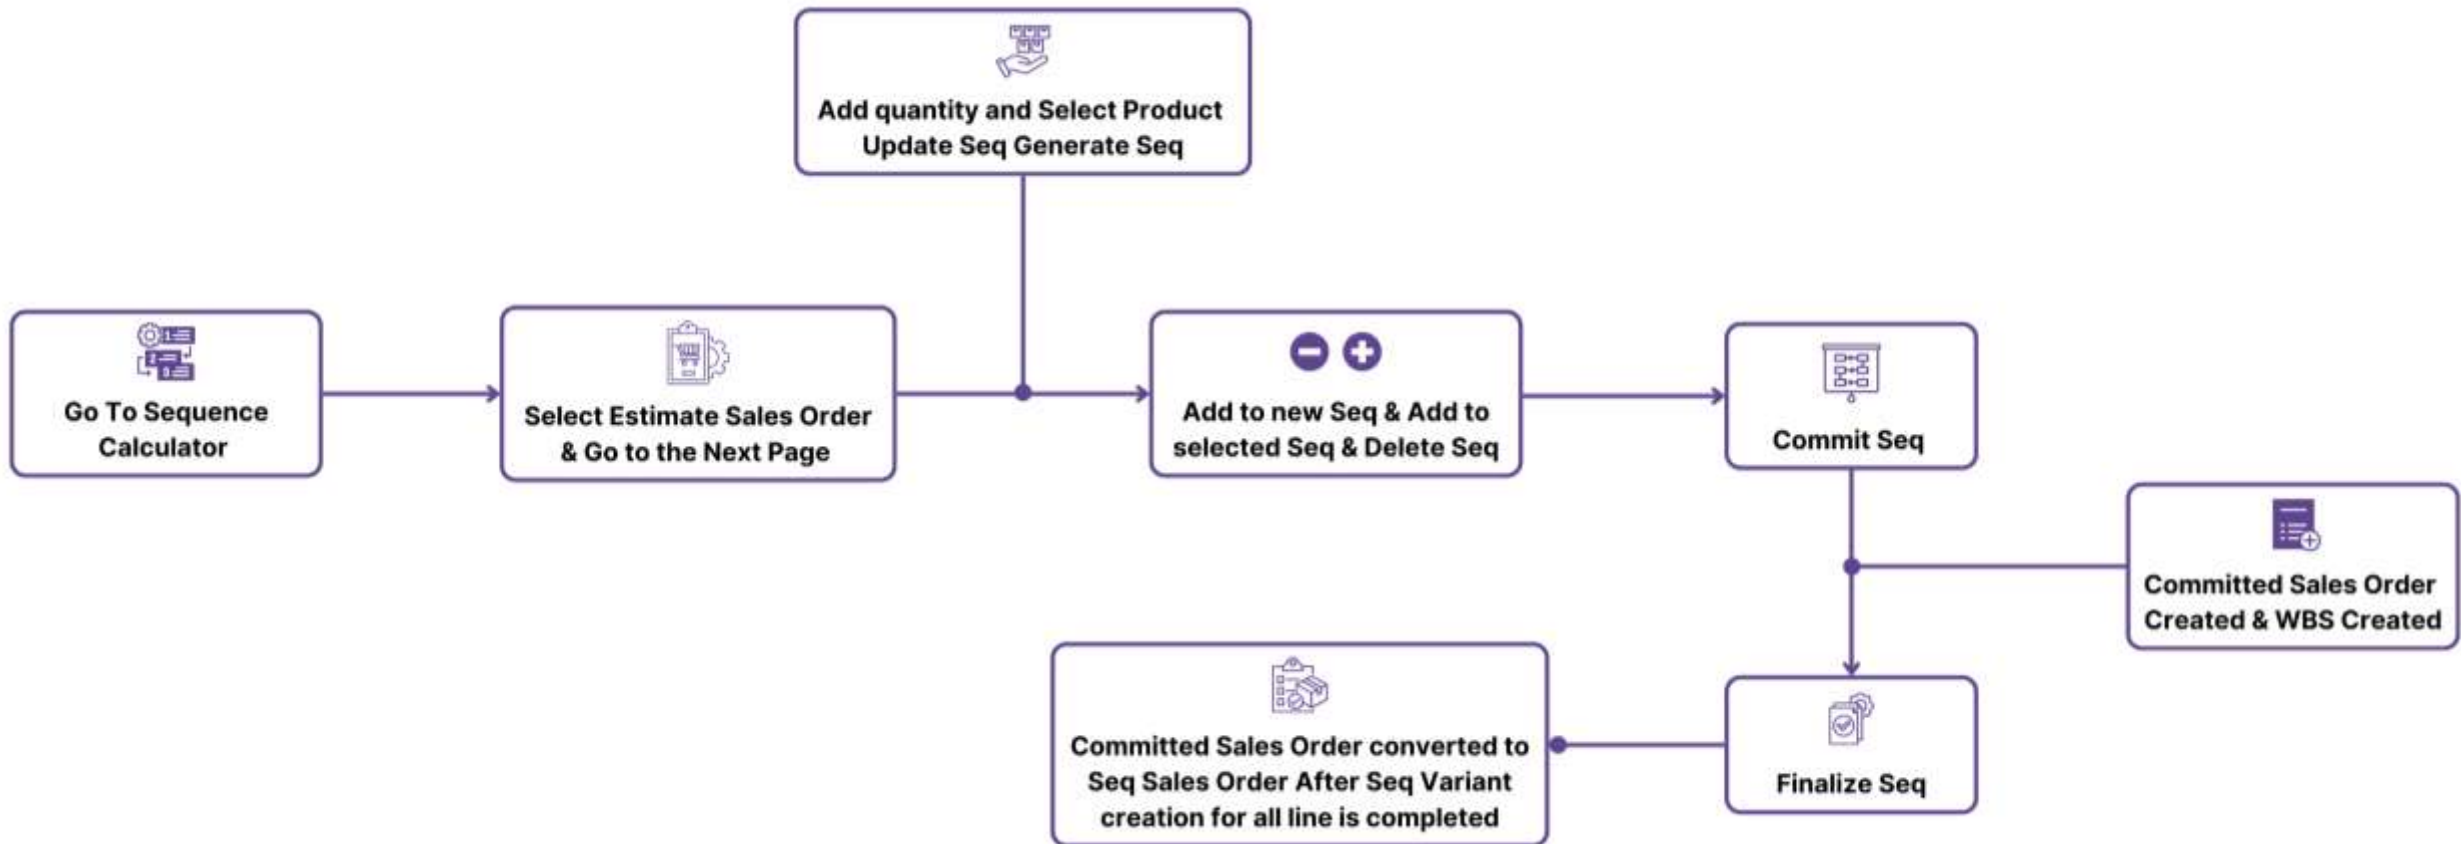 Add quantity and Select Product
Update Seq Generate Seq
Go To Sequence
Calculator
Select Estimate Sales Order
& Go to the Next Page
Add to new Seq & Add to
selected Seq & Delete Seq
Commit Seq
Committed Sales Order
Created & WBS Created
Finalize Seq
Committed Sales Order converted to
Seq Sales Order After Seq Variant
creation for all line is completed